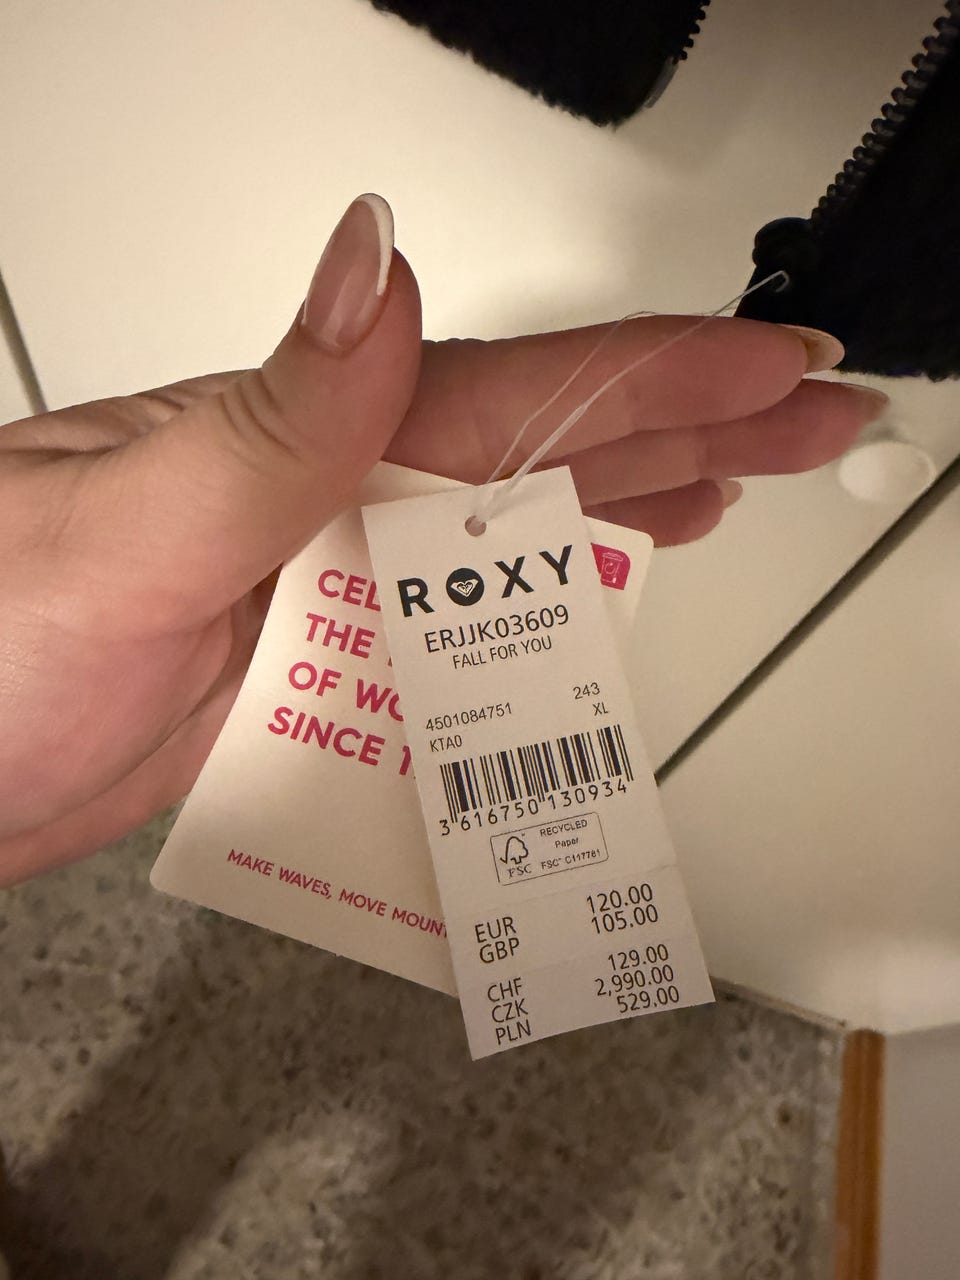 ROXY
ERJJK03609
FALL FOR YOU
243
4501084751 XL
KTA0
3 616750 130934
FSC
RECYCLED
Paper
FSC™ C117781
EUR 120.00
GBP 105.00
CHF 129.00
CZK 2,990.00
PLN 529.00
CEL
THE
OF WO
SINCE 1
MAKE WAVES, MOVE MOUNT